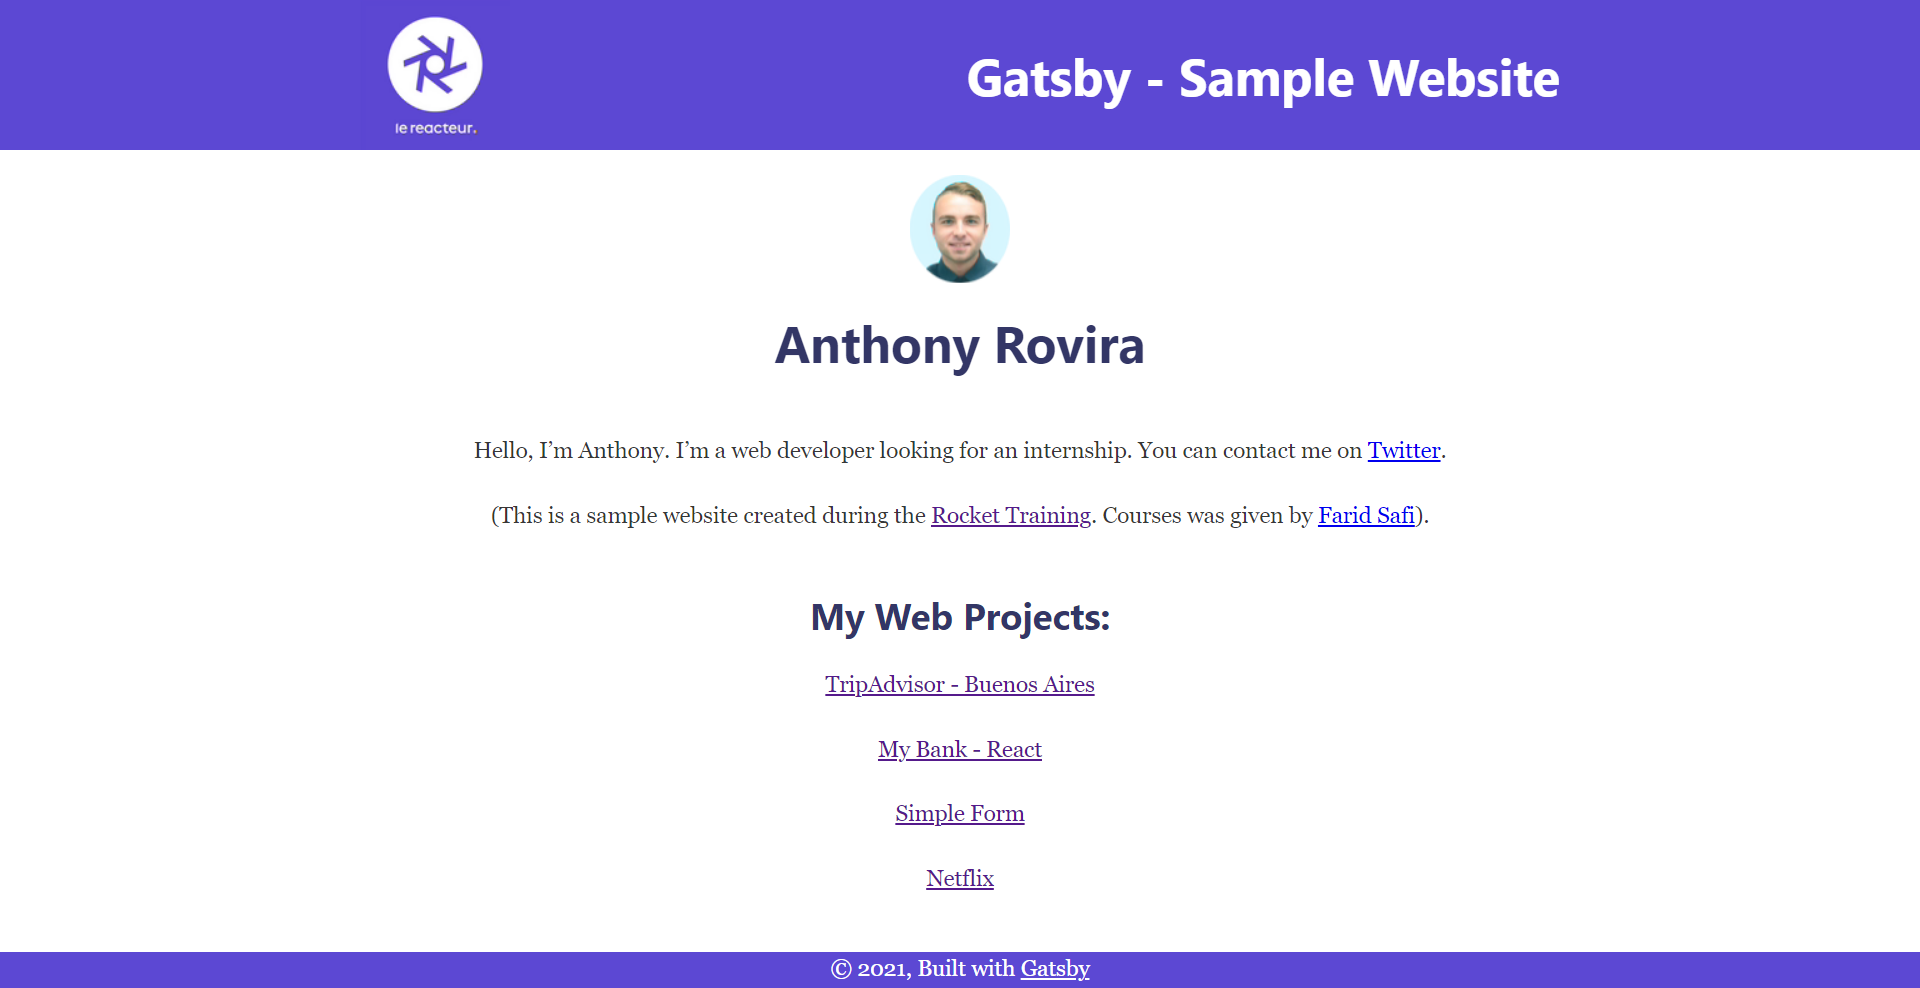 le reacteur.
Gatsby - Sample Website
Anthony Rovira
Hello, I’m Anthony. I’m a web developer looking for an internship. You can contact me on Twitter.
(This is a sample website created during the Rocket Training. Courses was given by Farid Safi).
My Web Projects:
TripAdvisor - Buenos Aires
My Bank - React
Simple Form
Netflix
© 2021, Built with Gatsby